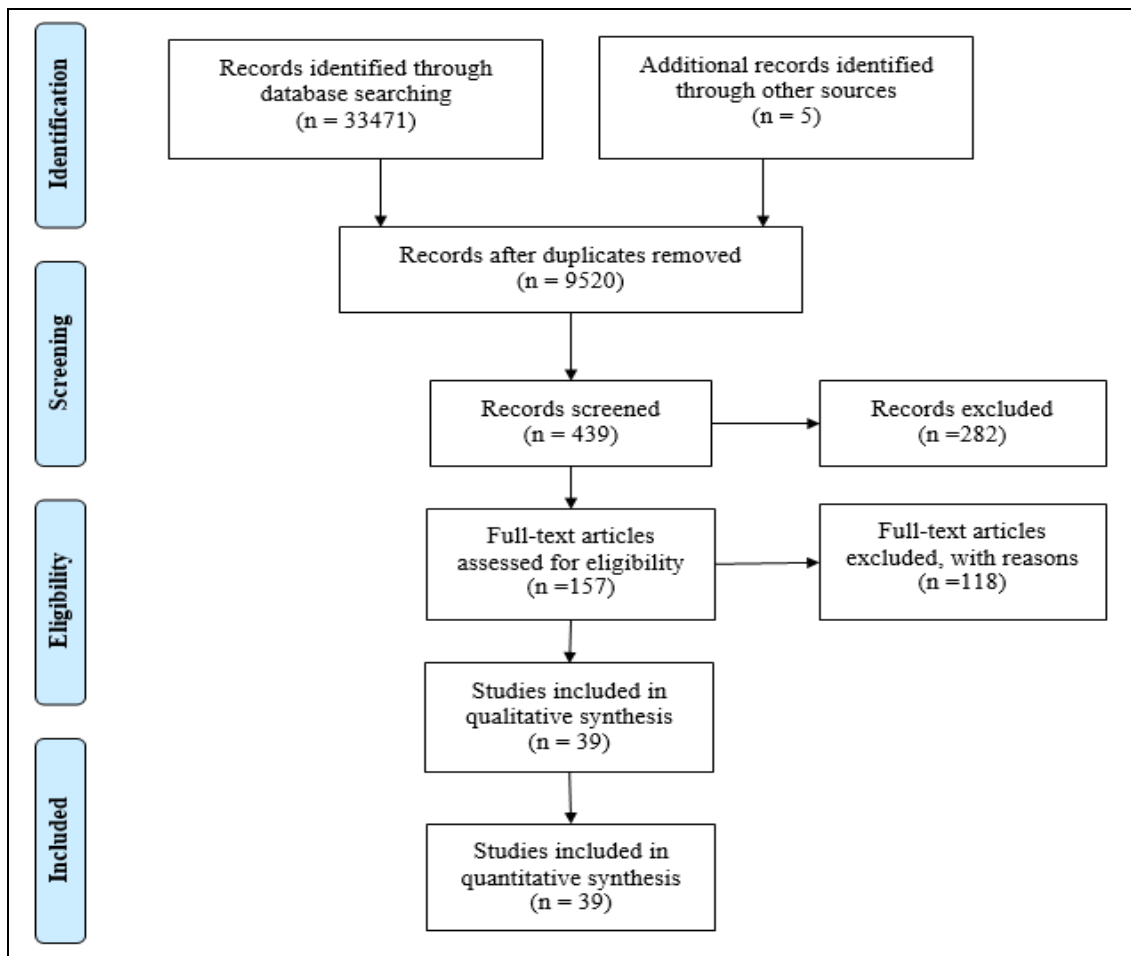 Identification
Records identified through
database searching
(n = 33471)
Additional records identified
through other sources
(n = 5)
Records after duplicates removed
(n = 9520)
Screening
Records screened
(n = 439)
Records excluded
(n =282)
Eligibility
Full-text articles
assessed for eligibility
(n =157)
Full-text articles
excluded, with reasons
(n =118)
Studies included in
qualitative synthesis
(n = 39)
Included
Studies included in
quantitative synthesis
(n = 39)